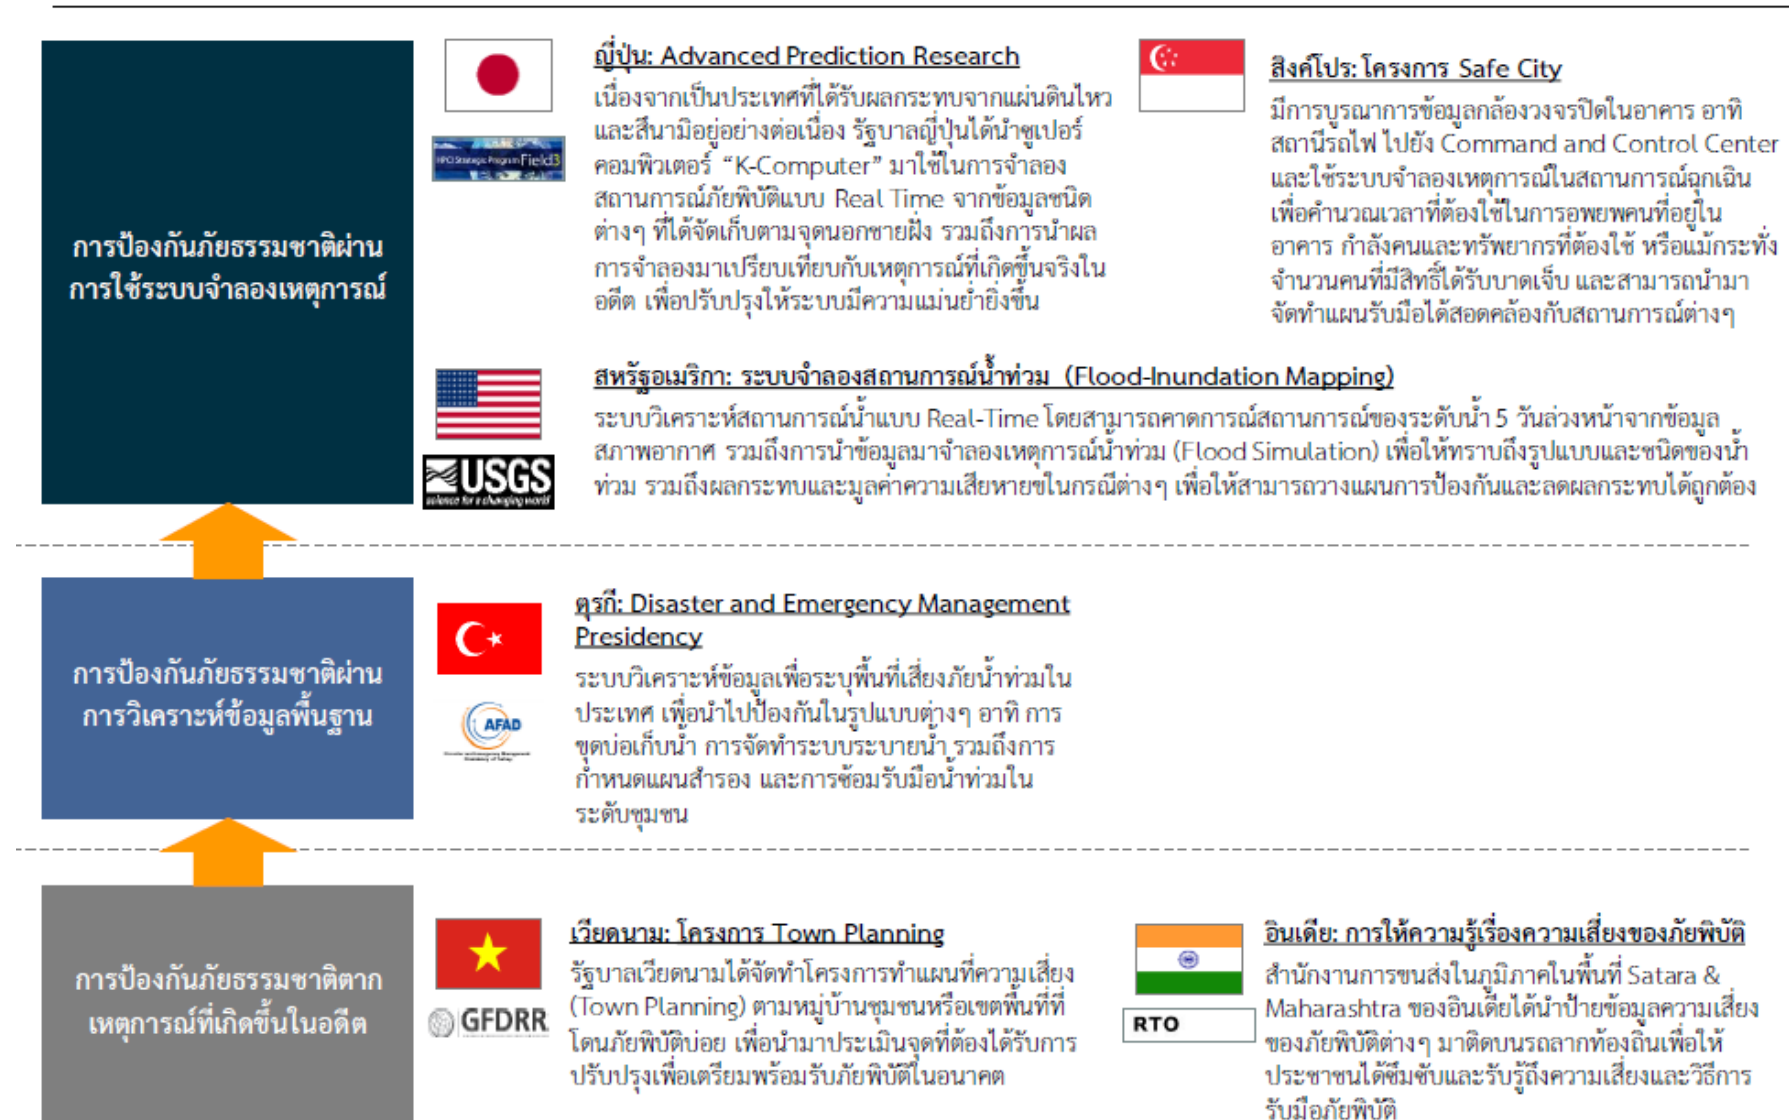 การป้องกันภัยธรรมชาติผ่าน
การใช้ระบบจำลองเหตุการณ์
ญี่ปุ่น: Advanced Prediction Research
เนื่องจากเป็นประเทศที่ได้รับผลกระทบจากแผ่นดินไหว
และสึนามิอยู่อย่างต่อเนื่อง รัฐบาลญี่ปุ่นได้นำซูเปอร์
คอมพิวเตอร์ “K-Computer” มาใช้ในการจำลอง
สถานการณ์ภัยพิบัติแบบ Real Time จากข้อมูลชนิด
ต่างๆ ที่ได้จัดเก็บตามจุดนอกชายฝั่ง รวมถึงการนำผล
การจำลองมาเปรียบเทียบกับเหตุการณ์ที่เกิดขึ้นจริงใน
อดีต เพื่อปรับปรุงให้ระบบมีความแม่นยำยิ่งขึ้น
HPCI Strategic Program Field3
สิงค์โปร: โครงการ Safe City
มีการบูรณาการข้อมูลกล้องวงจรปิดในอาคาร อาทิ
สถานีรถไฟ ไปยัง Command and Control Center
และใช้ระบบจำลองเหตุการณ์ในสถานการณ์ฉุกเฉิน
เพื่อคำนวณเวลาที่ต้องใช้ในการอพยพคนที่อยู่ใน
อาคาร กำลังคนและทรัพยากรที่ต้องใช้ หรือแม้กระทั่ง
จำนวนคนที่มีสิทธิ์ได้รับบาดเจ็บ และสามารถนำมา
จัดทำแผนรับมือได้สอดคล้องกับสถานการณ์ต่างๆ
สหรัฐอเมริกา: ระบบจำลองสถานการณ์น้ำท่วม (Flood-Inundation Mapping)
ระบบวิเคราะห์สถานการณ์น้ำแบบ Real-Time โดยสามารถคาดการณ์สถานการณ์ของระดับน้ำ 5 วันล่วงหน้าจากข้อมูล
สภาพอากาศ รวมถึงการนำข้อมูลมาจำลองเหตุการณ์น้ำท่วม (Flood Simulation) เพื่อให้ทราบถึงรูปแบบและชนิดของน้ำ
ท่วม รวมถึงผลกระทบและมูลค่าความเสียหายขในกรณีต่างๆ เพื่อให้สามารถวางแผนการป้องกันและลดผลกระทบได้ถูกต้อง
USGS
science for a changing world
การป้องกันภัยธรรมชาติผ่าน
การวิเคราะห์ข้อมูลพื้นฐาน
ตุรกี: Disaster and Emergency Management
Presidency
ระบบวิเคราะห์ข้อมูลเพื่อระบุพื้นที่เสี่ยงภัยน้ำท่วมใน
ประเทศ เพื่อนำไปป้องกันในรูปแบบต่างๆ อาทิ การ
ขุดบ่อเก็บน้ำ การจัดทำระบบระบายน้ำ รวมถึงการ
กำหนดแผนสำรอง และการซ้อมรับมือน้ำท่วมใน
ระดับชุมชน
AFAD
การป้องกันภัยธรรมชาติตาก
เหตุการณ์ที่เกิดขึ้นในอดีต
เวียดนาม: โครงการ Town Planning
รัฐบาลเวียดนามได้จัดทำโครงการทำแผนที่ความเสี่ยง
(Town Planning) ตามหมู่บ้านชุมชนหรือเขตพื้นที่ที่
โดนภัยพิบัติบ่อย เพื่อนำมาประเมินจุดที่ต้องได้รับการ
ปรับปรุงเพื่อเตรียมพร้อมรับภัยพิบัติในอนาคต
GFDRR
อินเดีย: การให้ความรู้เรื่องความเสี่ยงของภัยพิบัติ
สำนักงานการขนส่งในภูมิภาคในพื้นที่ Satara &
Maharashtra ของอินเดียได้นำป้ายข้อมูลความเสี่ยง
ของภัยพิบัติต่างๆ มาติดบนรถลากท้องถิ่นเพื่อให้
ประชาชนได้ซึมซับและรับรู้ถึงความเสี่ยงและวิธีการ
รับมือภัยพิบัติ
RTO